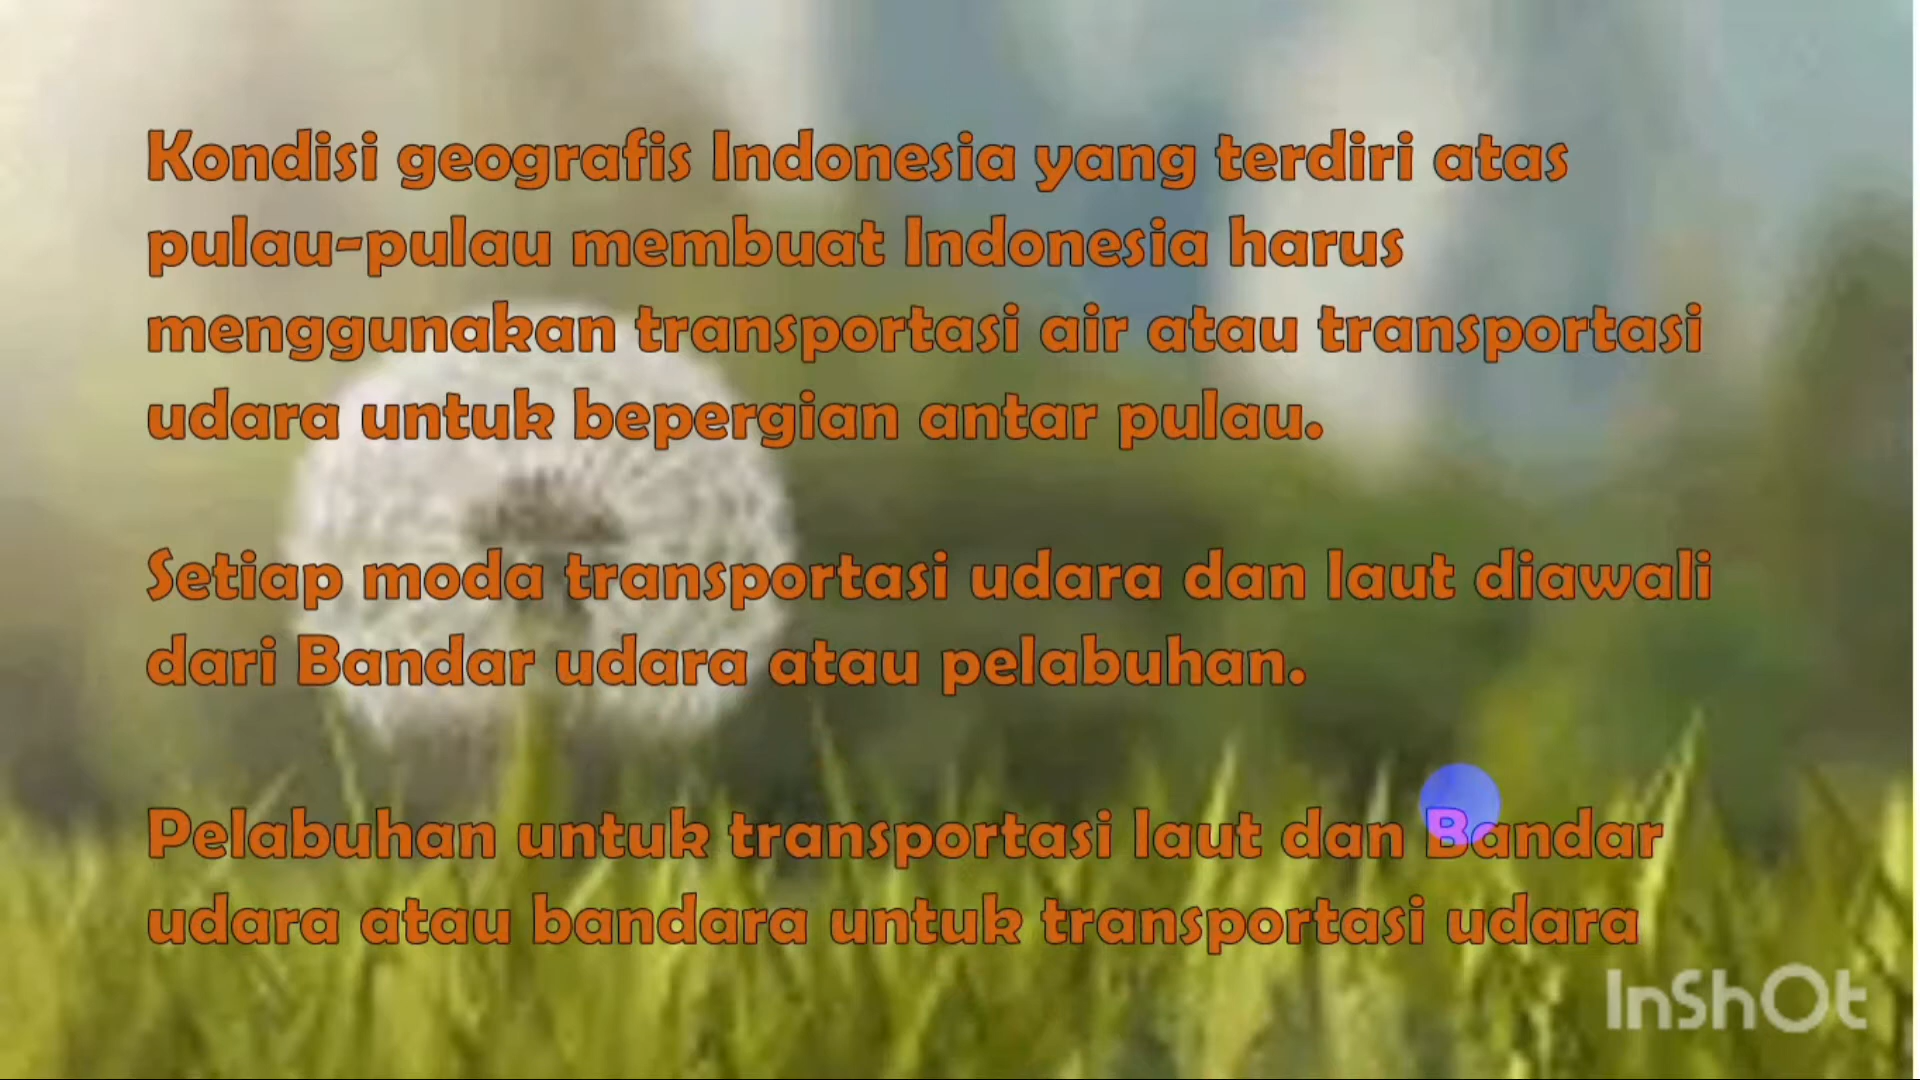 Kondisi geografis Indonesia yang terdiri atas
pulau-pulau membuat Indonesia harus
menggunakan transportasi air atau transportasi
udara untuk bepergian antar pulau.
Setiap moda transportasi udara dan laut diawali
dari Bandar udara atau pelabuhan.
Pelabuhan untuk transportasi laut dan Bandar
udara atau bandara untuk transportasi udara
InShOt